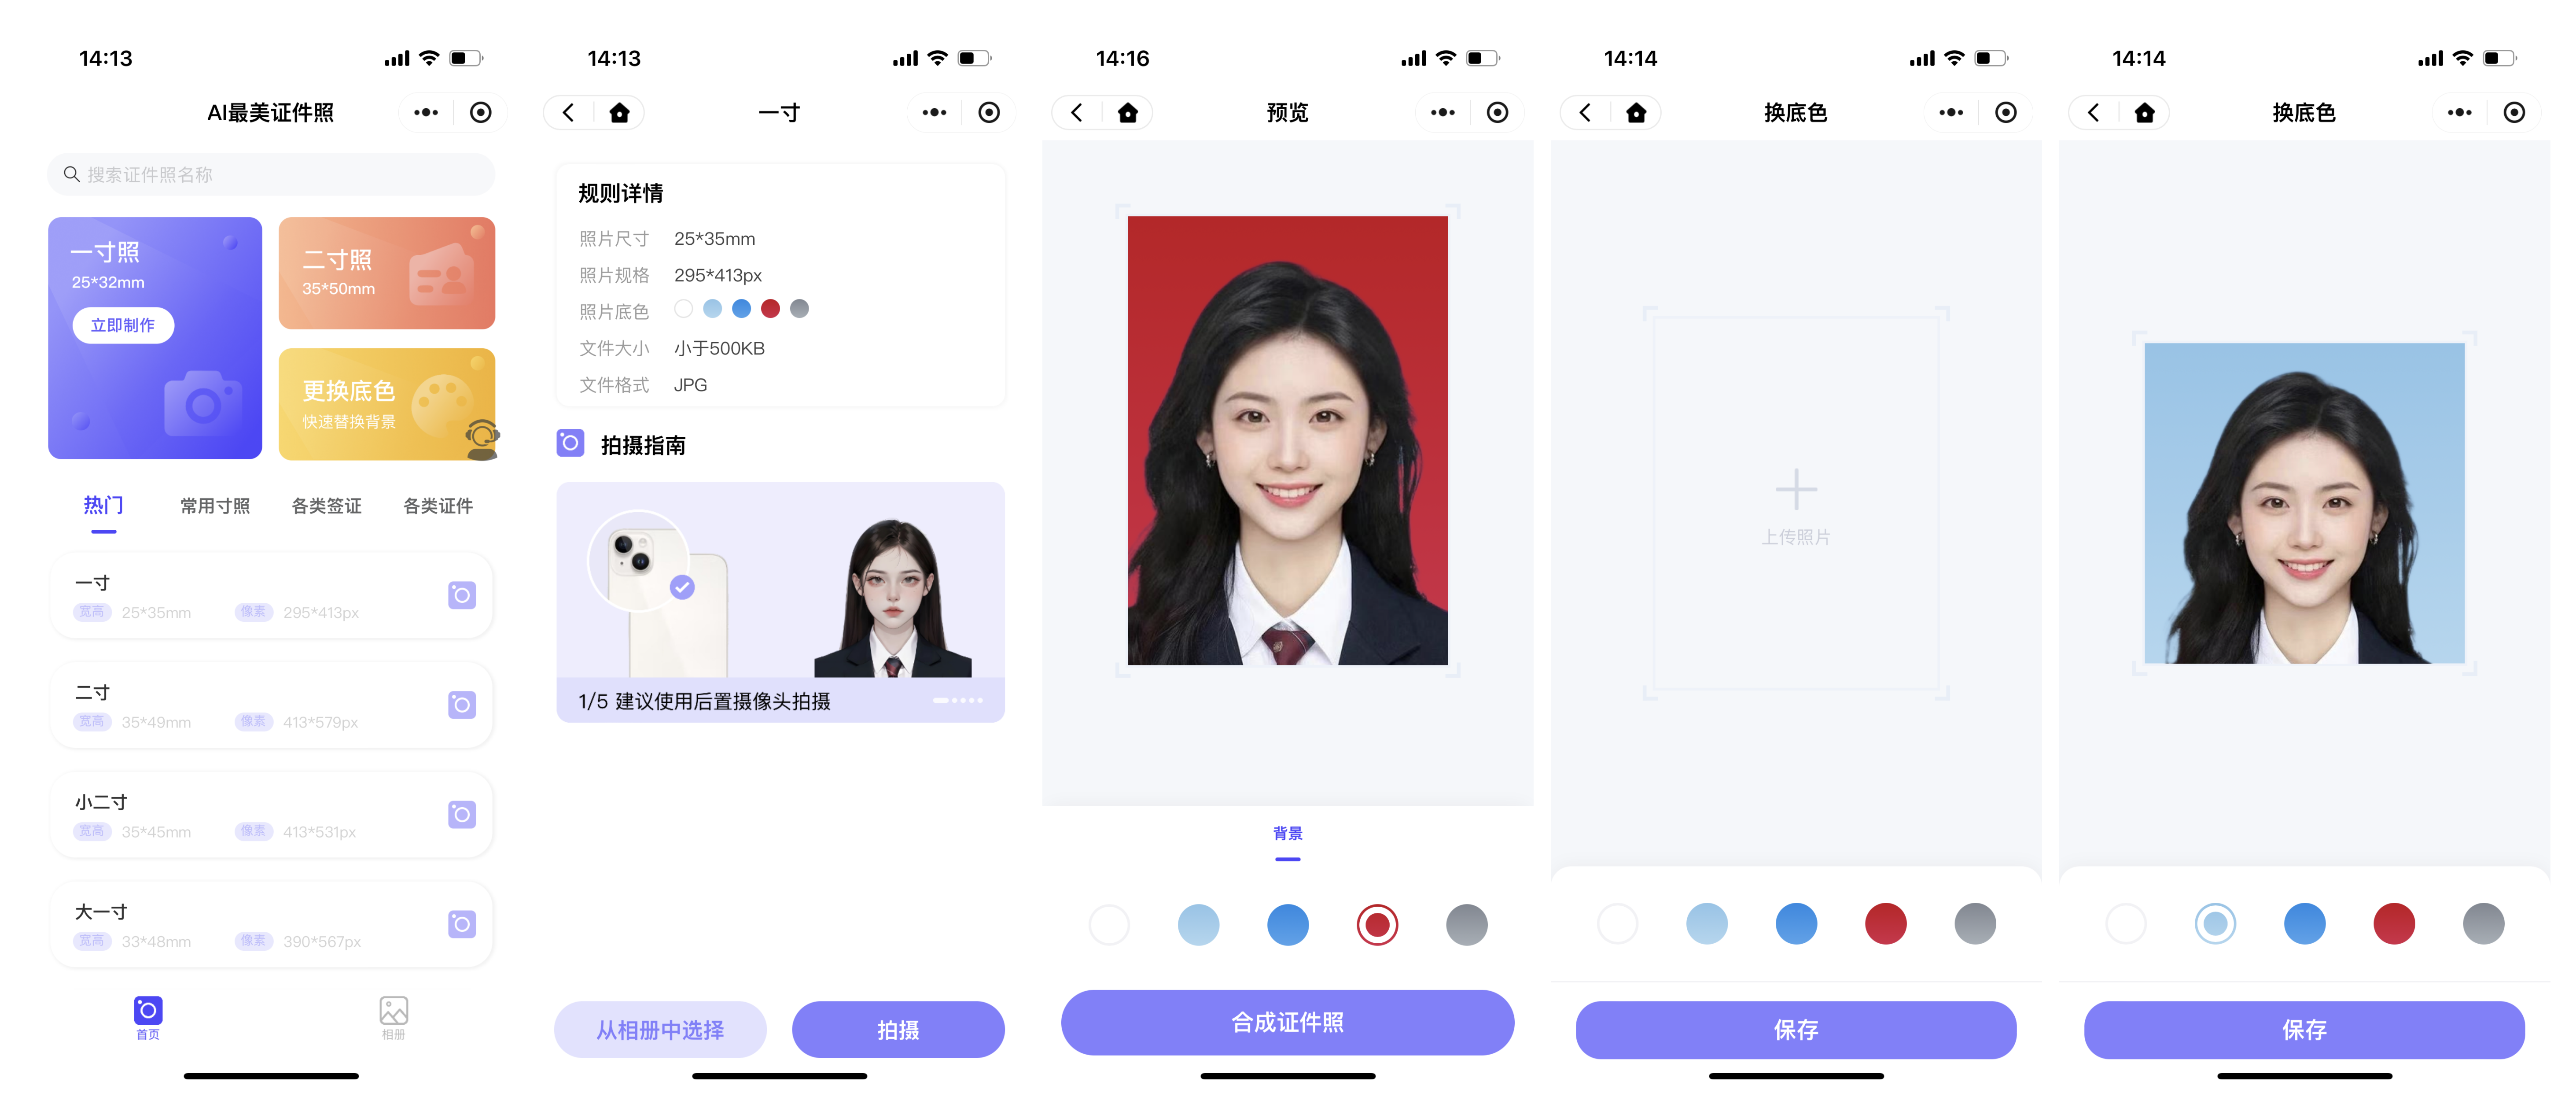 14:13
AI最美证件照
搜索证件照名称
一寸照
25*32mm
立即制作
二寸照
35*50mm
更换底色
快速替换背景
热门 常用寸照 各类签证 各类证件
一寸
宽高 25*35mm 像素 295*413px
二寸
宽高 35*49mm 像素 413*579px
小二寸
宽高 35*45mm 像素 413*531px
大一寸
宽高 33*48mm 像素 390*567px
首页 相册
14:13
一寸
规则详情
照片尺寸 25*35mm
照片规格 295*413px
照片底色
文件大小 小于500KB
文件格式 JPG
拍摄指南
1/5 建议使用后置摄像头拍摄
从相册中选择 拍摄
14:16
预览
背景
合成证件照
14:14
换底色
上传照片
保存
14:14
换底色
保存